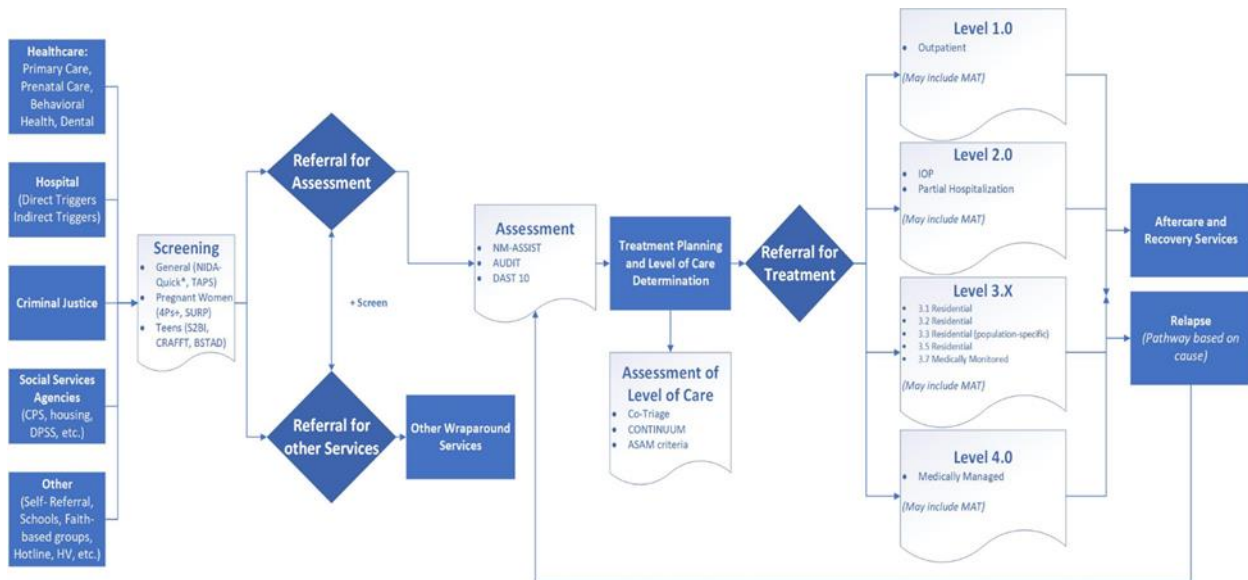 Healthcare:
Primary Care,
Prenatal Care,
Behavioral
Health, Dental
Hospital
(Direct Triggers
Indirect Triggers)
Criminal Justice
Social Services
Agencies
(CPS, housing,
DPSS, etc.)
Other
(Self- Referral,
Schools, Faith-
based groups,
Hotline, HV, etc.)
Screening
• General (NIDA-
Quick*, TAPS)
• Pregnant Women
(4Ps+, SURP)
• Teens (S2BI,
CRAFFT, BSTAD)
Referral for
Assessment
+ Screen
Referral for
other Services
Other Wraparound
Services
Assessment
• NM-ASSIST
• AUDIT
• DAST 10
Treatment Planning
and Level of Care
Determination
Assessment of
Level of Care
• Co-Triage
• CONTINUUM
• ASAM criteria
Referral for
Treatment
Level 1.0
• Outpatient
(May include MAT)
Level 2.0
• IOP
• Partial Hospitalization
(May include MAT)
Level 3.X
• 3.1 Residential
• 3.2 Residential
• 3.3 Residential (population-specific)
• 3.5 Residential
• 3.7 Medically Monitored
(May include MAT)
Level 4.0
• Medically Managed
(May include MAT)
Aftercare and
Recovery Services
Relapse
(Pathway based on
cause)